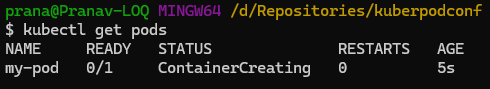 prana@Pranav-LOQ MINGW64 /d/Repositories/kuberpodconf
$ kubectl get pods
NAME     READY   STATUS              RESTARTS   AGE
my-pod   0/1     ContainerCreating   0          5s